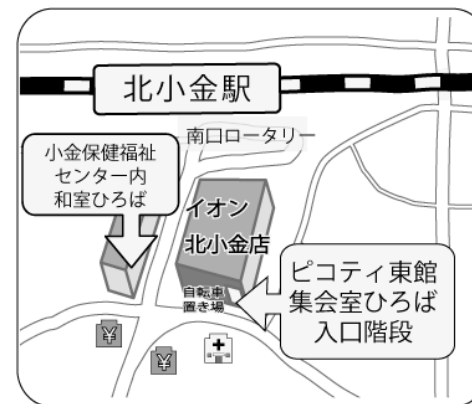 北小金駅
南口ロータリー
小金保健福祉
センター内
和室ひろば
イオン
北小金店
自転車
置き場
ピコティ東館
集会室ひろば
入口階段
¥
¥